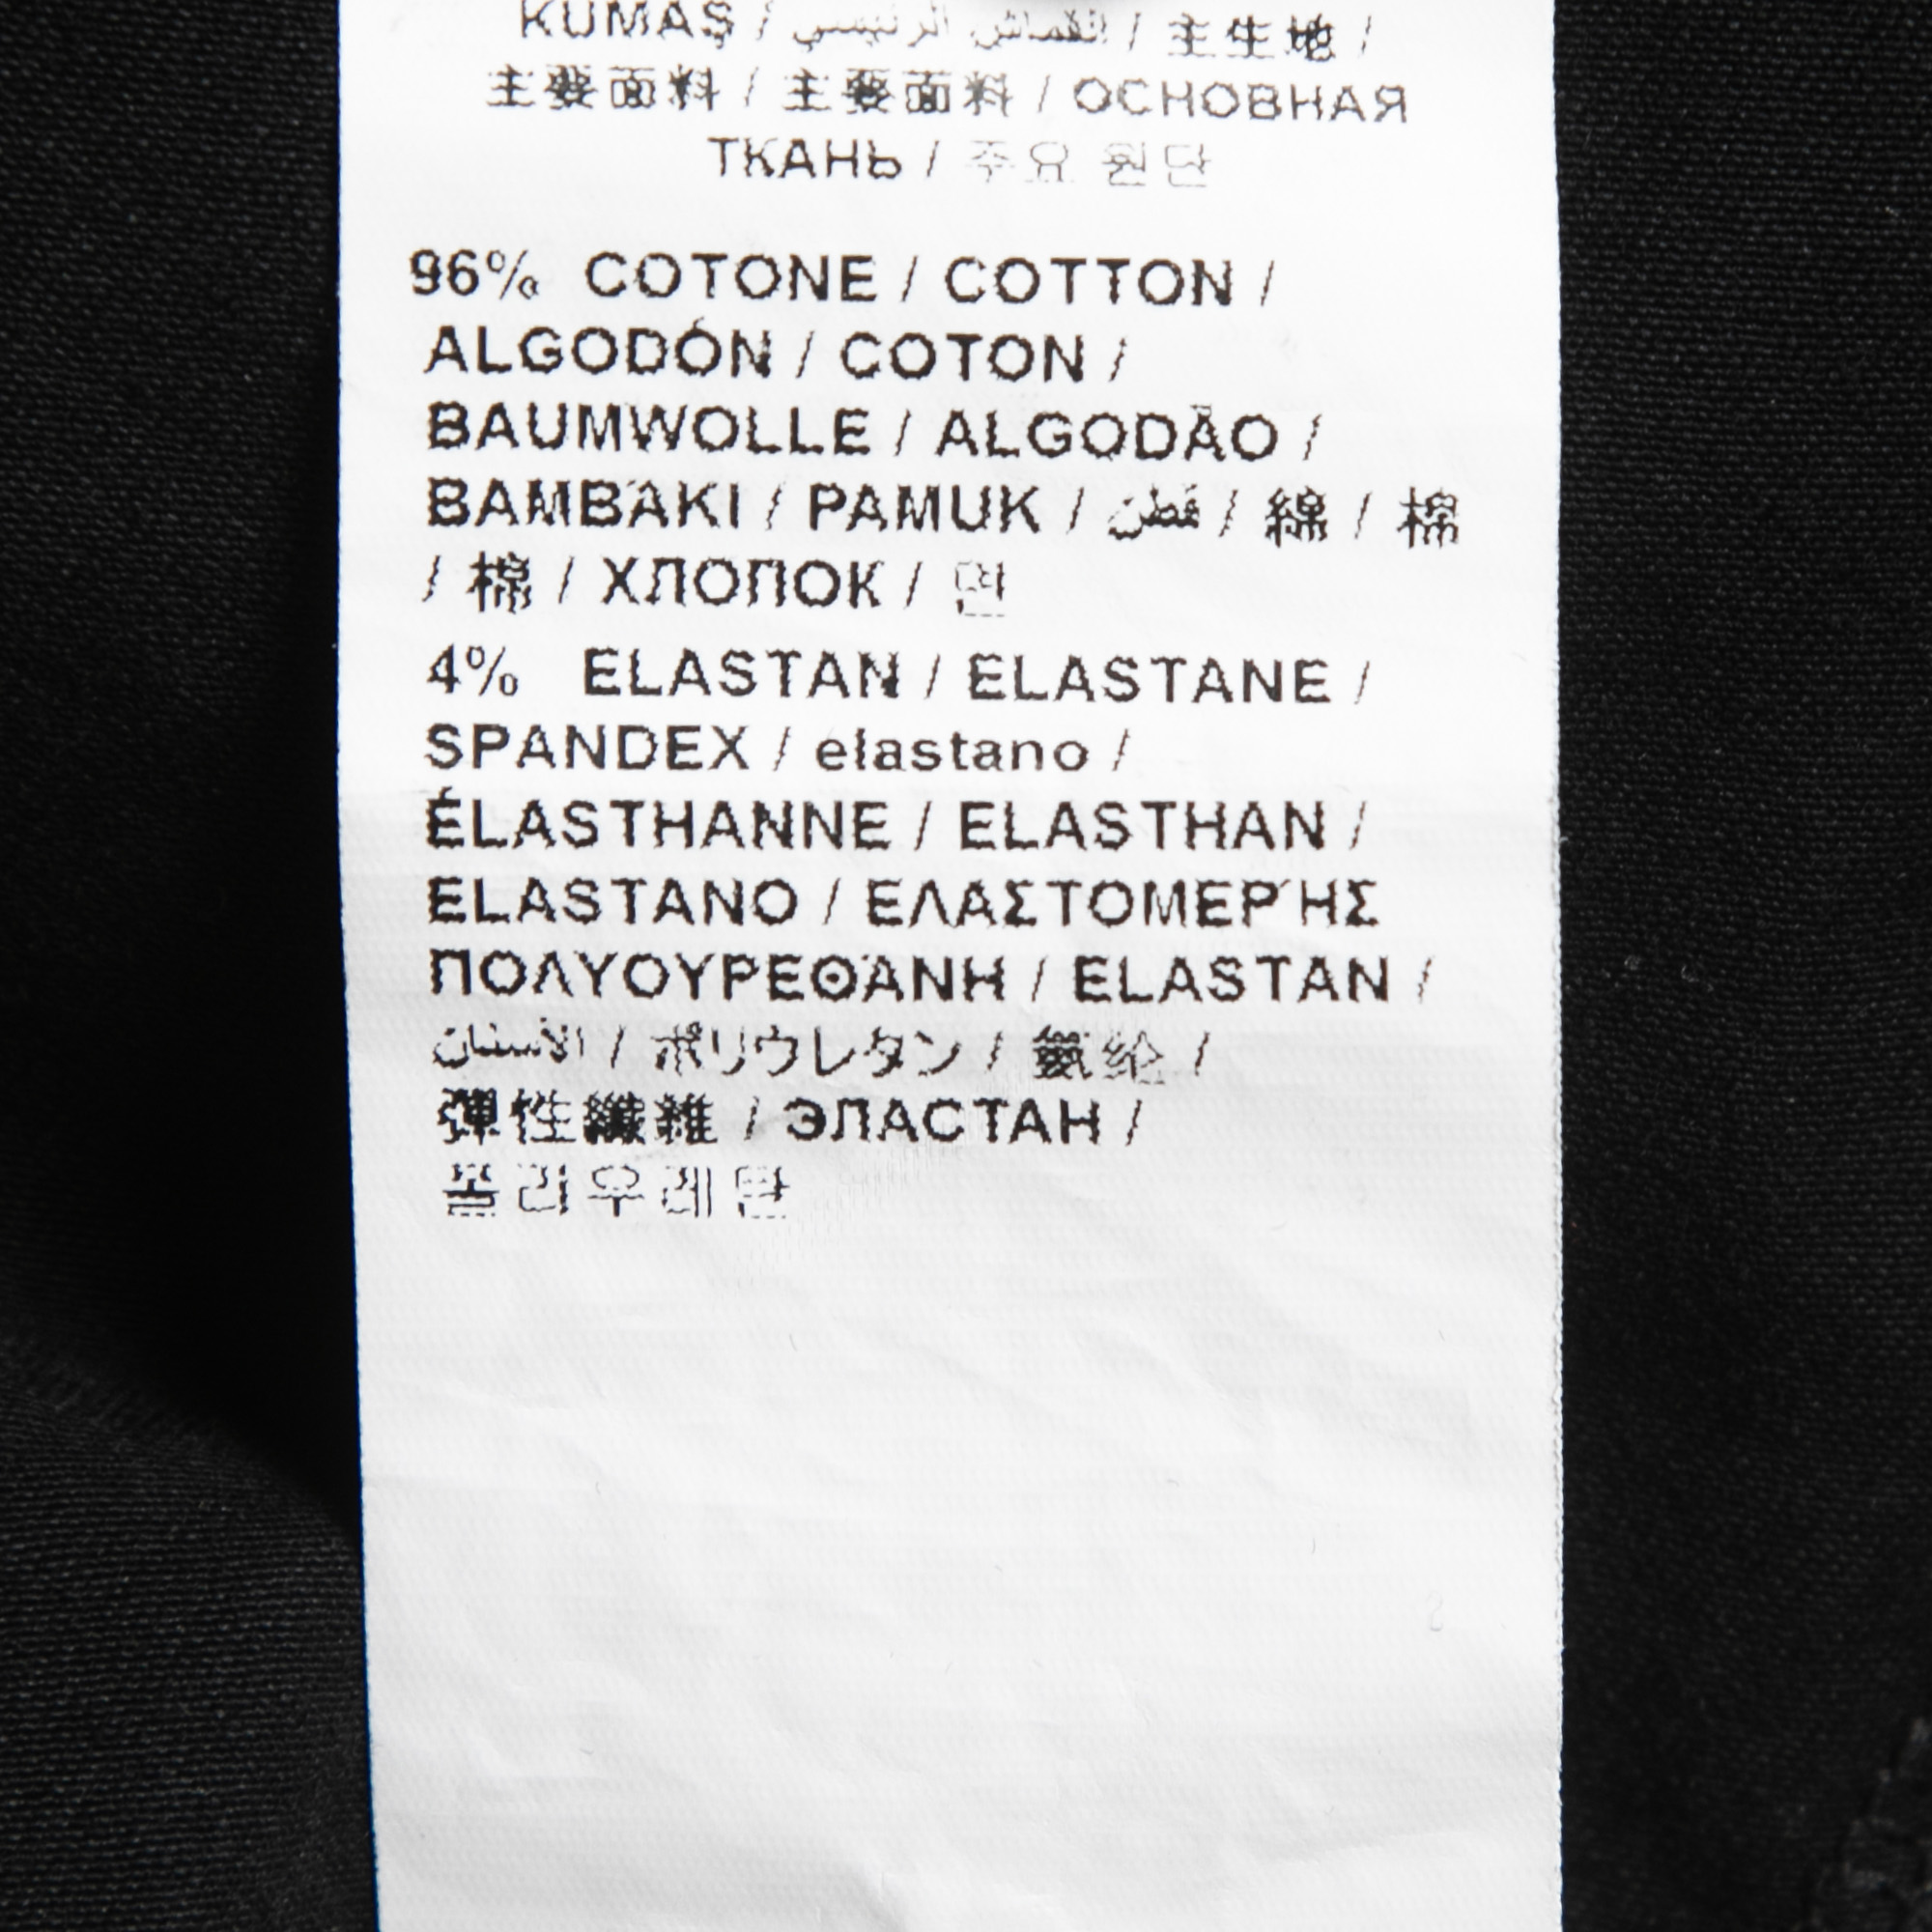 KUMAŞ / القماش الرئيسي / 主生地 /
主要面料 / 主要面料 / ОСНОВНАЯ
ТКАНЬ / 주요 원단
96% COTONE / COTTON /
ALGODÓN / COTON /
BAUMWOLLE / ALGODÃO /
ΒΑΜΒΆΚΙ / PAMUK / قطن / 綿 / 棉
/ 棉 / ХЛОПОК / 면
4% ELASTAN / ELASTANE /
SPANDEX / elastano /
ÉLASTHANNE / ELASTHAN /
ELASTANO / ΕΛΑΣΤΟΜΕΡΉΣ
ΠΟΛΥΟΥΡΕΘΆΝΗ / ELASTAN /
الاستان / ポリウレタン / 氨纶 /
彈性纖維 / ЭЛАСТАН /
폴리우레탄